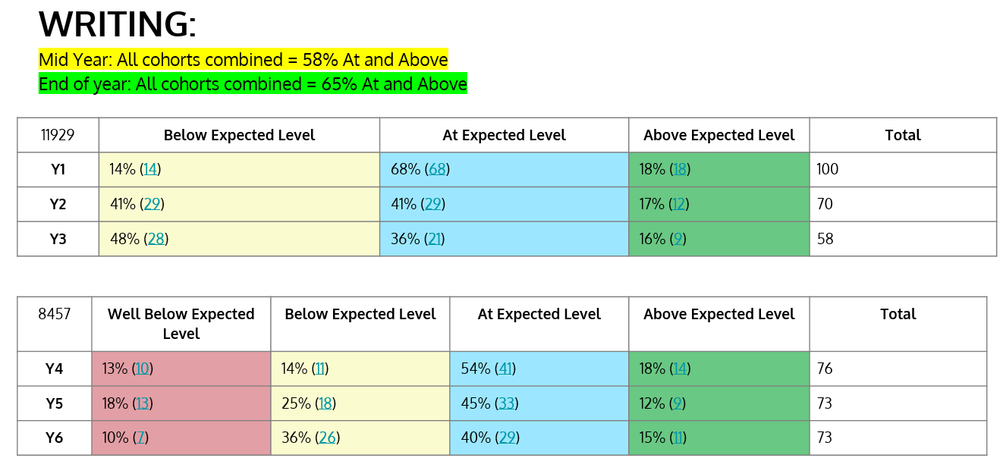 WRITING:
Mid Year: All cohorts combined = 58% At and Above
End of year: All cohorts combined = 65% At and Above
11929 Below Expected Level At Expected Level Above Expected Level Total
Y1 14% (14) 68% (68) 18% (18) 100
Y2 41% (29) 41% (29) 17% (12) 70
Y3 48% (28) 36% (21) 16% (9) 58
8457 Well Below Expected Level Below Expected Level At Expected Level Above Expected Level Total
Y4 13% (10) 14% (11) 54% (41) 18% (14) 76
Y5 18% (13) 25% (18) 45% (33) 12% (9) 73
Y6 10% (7) 36% (26) 40% (29) 15% (11) 73